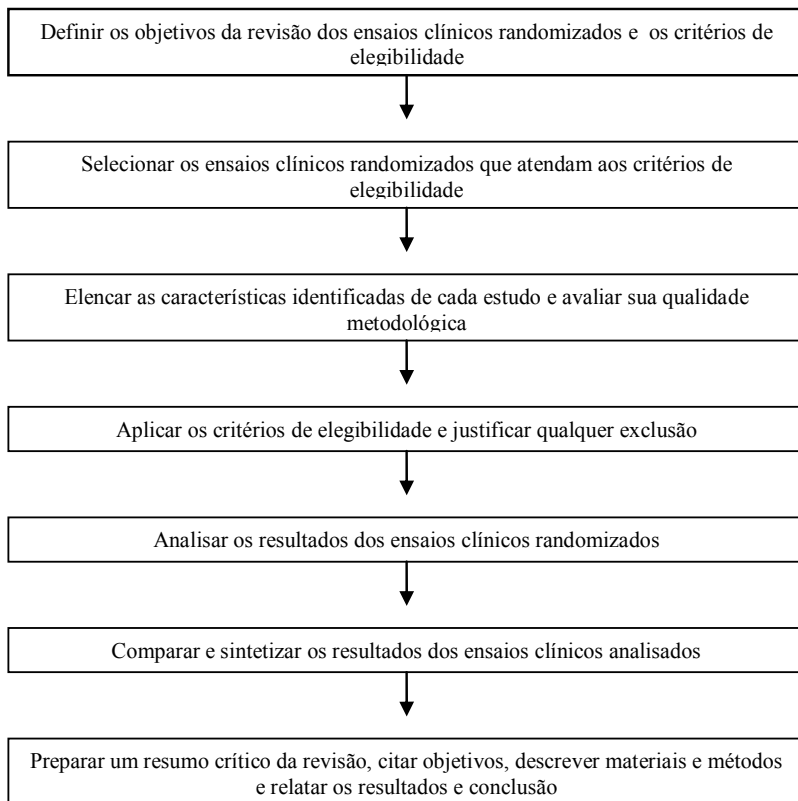 Definir os objetivos da revisão dos ensaios clínicos randomizados e os critérios de
elegibilidade
Selecionar os ensaios clínicos randomizados que atendam aos critérios de
elegibilidade
Elencar as características identificadas de cada estudo e avaliar sua qualidade
metodológica
Aplicar os critérios de elegibilidade e justificar qualquer exclusão
Analisar os resultados dos ensaios clínicos randomizados
Comparar e sintetizar os resultados dos ensaios clínicos analisados
Preparar um resumo crítico da revisão, citar objetivos, descrever materiais e métodos
e relatar os resultados e conclusão